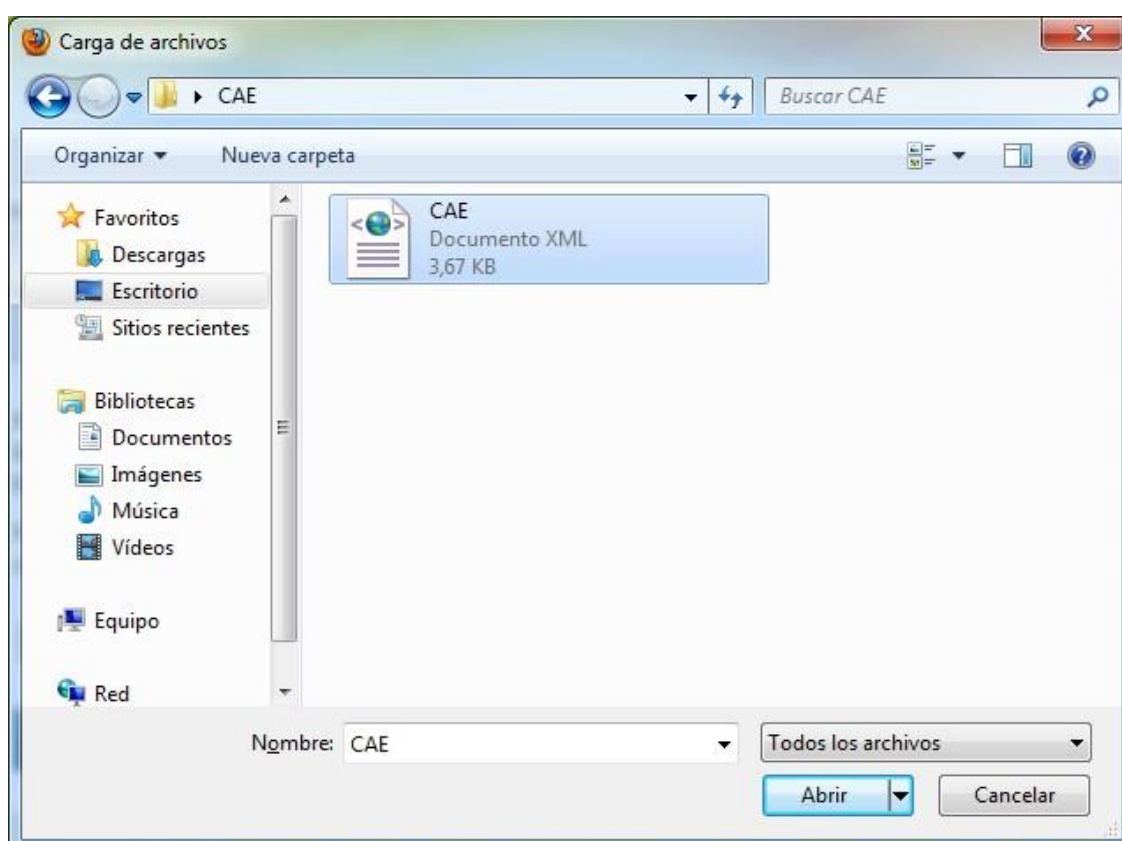 Carga de archivos
CAE
Buscar CAE
Organizar
Nueva carpeta
Favoritos
Descargas
Escritorio
Sitios recientes
Bibliotecas
Documentos
Imágenes
Música
Vídeos
Equipo
Red
CAE
Documento XML
3,67 KB
Nombre: CAE
Todos los archivos
Abrir
Cancelar